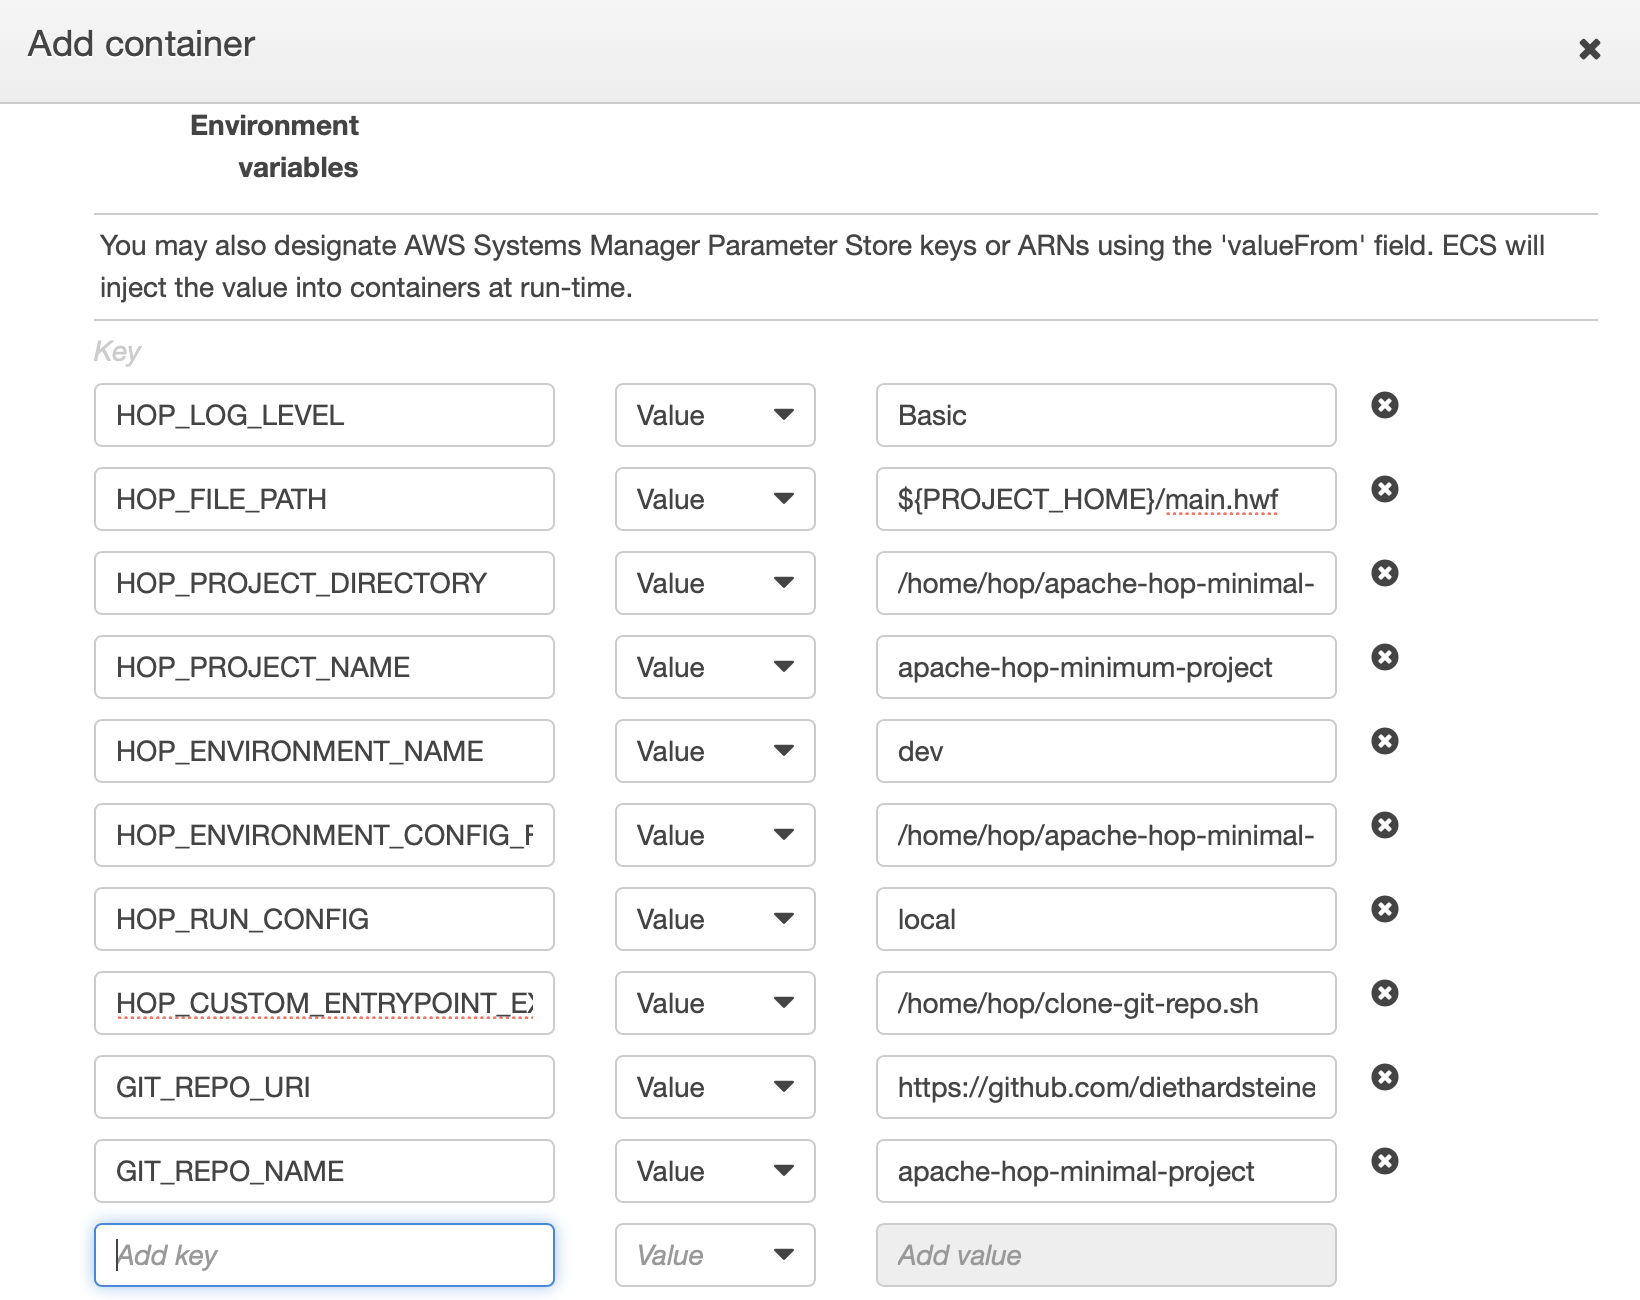 Add container
Environment
variables
You may also designate AWS Systems Manager Parameter Store keys or ARNs using the 'valueFrom' field. ECS will
inject the value into containers at run-time.
Key
HOP_LOG_LEVEL Value Basic
HOP_FILE_PATH Value ${PROJECT_HOME}/main.hwf
HOP_PROJECT_DIRECTORY Value /home/hop/apache-hop-minimal-
HOP_PROJECT_NAME Value apache-hop-minimum-project
HOP_ENVIRONMENT_NAME Value dev
HOP_ENVIRONMENT_CONFIG_F Value /home/hop/apache-hop-minimal-
HOP_RUN_CONFIG Value local
HOP_CUSTOM_ENTRYPOINT_EX Value /home/hop/clone-git-repo.sh
GIT_REPO_URI Value https://github.com/diethardsteine
GIT_REPO_NAME Value apache-hop-minimal-project
Add key Value Add value